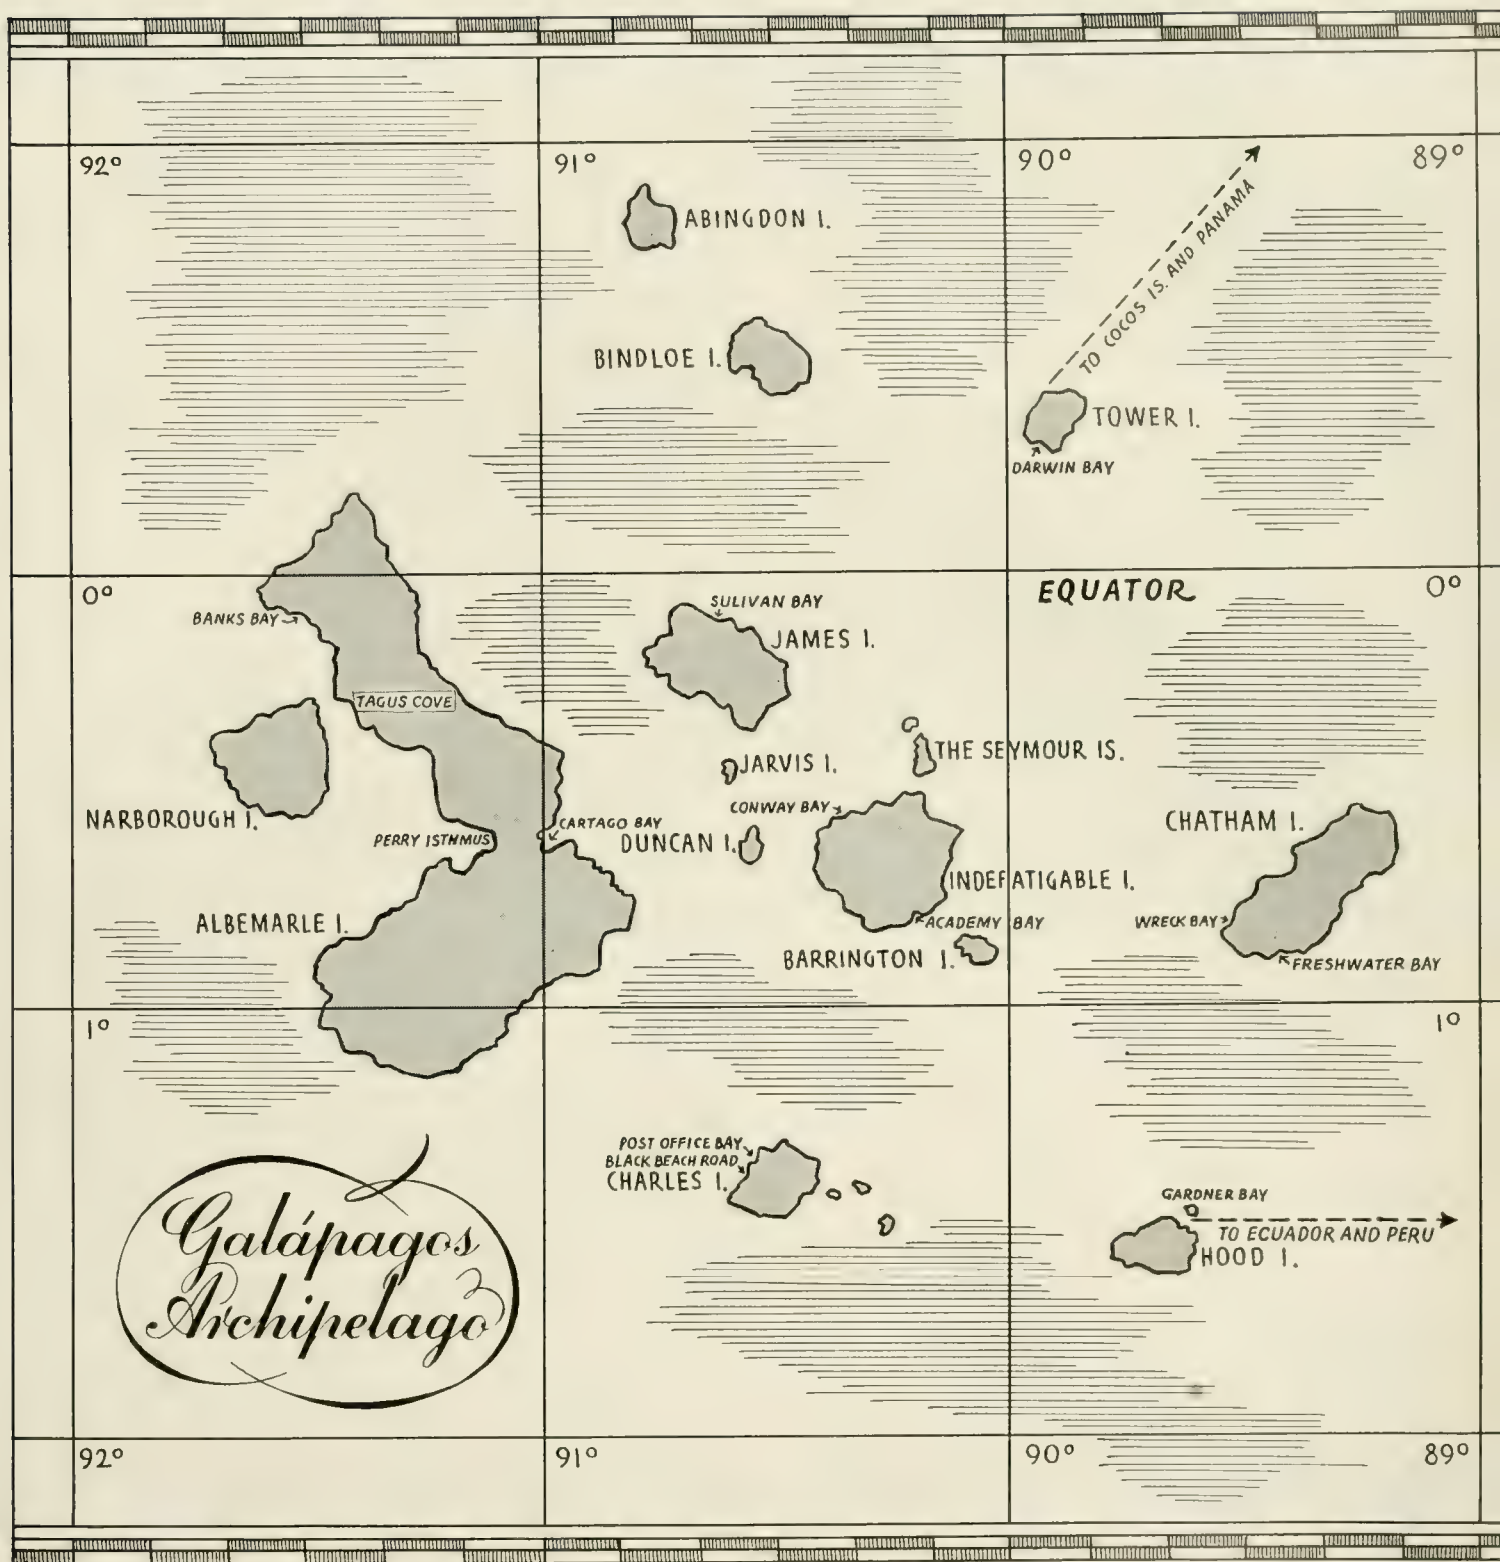 92°
91°
90°
89°
ABINGDON I.
TO COCOS IS. AND PANAMA
BINDLOE I.
TOWER I.
DARWIN BAY
0°
EQUATOR
0°
BANKS BAY
SULIVAN BAY
JAMES I.
TAGUS COVE
THE SEYMOUR IS.
JARVIS I.
CONWAY BAY
NARBOROUGH I.
CARTAGO BAY
CHATHAM I.
PERRY ISTHMUS
DUNCAN I.
INDEFATIGABLE I.
ALBEMARLE I.
ACADEMY BAY
WRECK BAY
BARRINGTON I.
FRESHWATER BAY
1°
1°
POST OFFICE BAY
BLACK BEACH ROAD
CHARLES I.
GARDNER BAY
TO ECUADOR AND PERU
HOOD I.
Galápagos
Archipelago
92°
91°
90°
89°